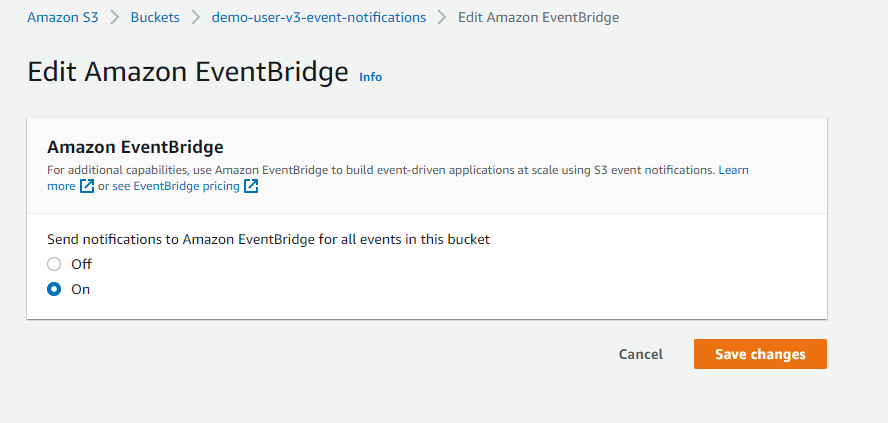 Amazon S3 > Buckets > demo-user-v3-event-notifications > Edit Amazon EventBridge
Edit Amazon EventBridge Info
Amazon EventBridge
For additional capabilities, use Amazon EventBridge to build event-driven applications at scale using S3 event notifications. Learn
more or see EventBridge pricing
Send notifications to Amazon EventBridge for all events in this bucket
Off
On
Cancel Save changes